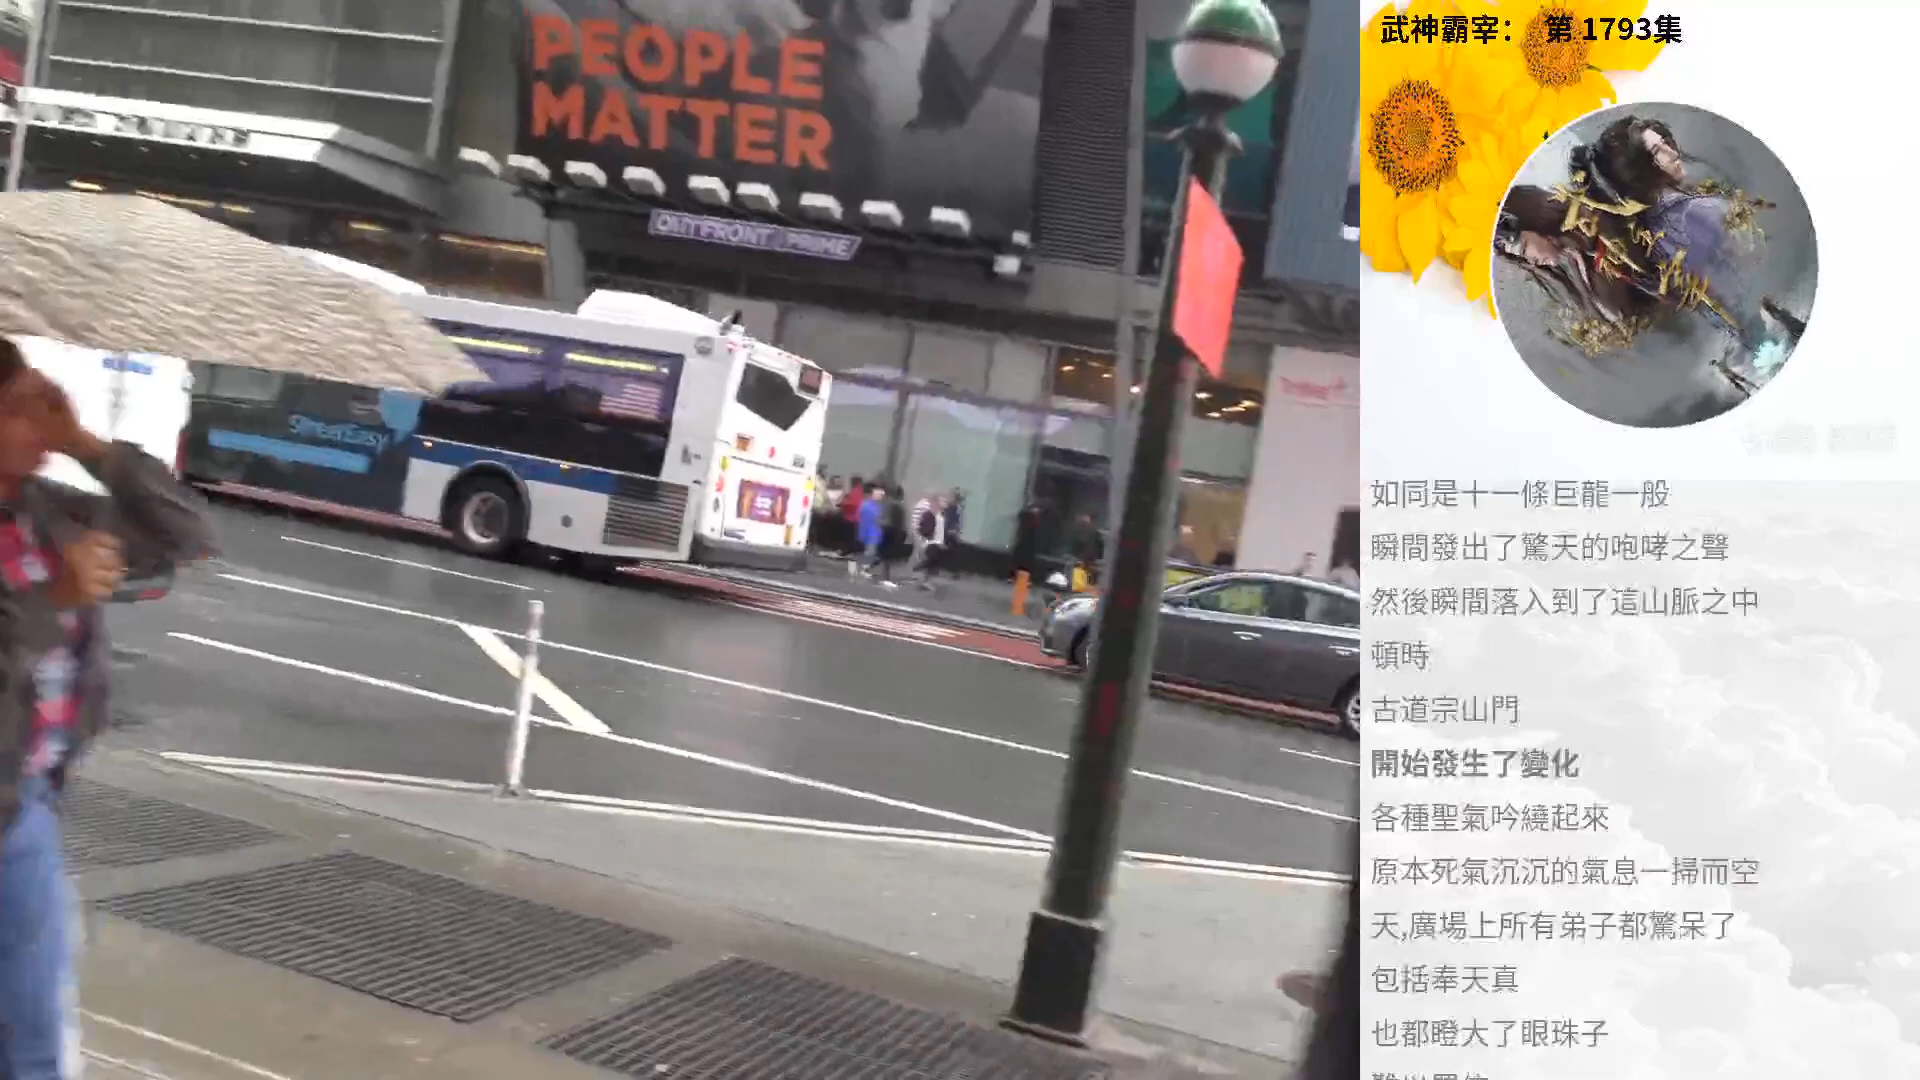 PEOPLE
MATTER
OUTFRONT PRIME
StreetEasy
武神霸宰： 第 1793集
如同是十一條巨龍一般
瞬間發出了驚天的咆哮之聲
然後瞬間落入到了這山脈之中
頓時
古道宗山門
開始發生了變化
各種聖氣吟繞起來
原本死氣沉沉的氣息一掃而空
天,廣場上所有弟子都驚呆了
包括奉天真
也都瞪大了眼珠子